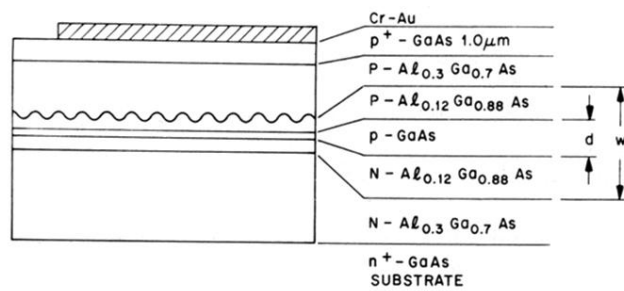 Cr-Au
p⁺-GaAs 1.0μm
P-Aℓ₀.₃ Ga₀.₇ As
P-Aℓ₀.₁₂ Ga₀.₈₈ As
p-GaAs
d
w
N-Aℓ₀.₁₂ Ga₀.₈₈ As
N-Aℓ₀.₃ Ga₀.₇ As
n⁺-GaAs
SUBSTRATE